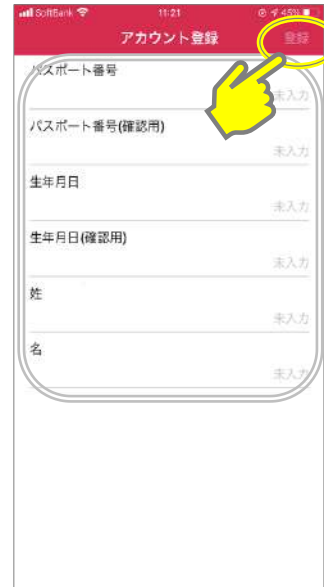 SoftBank 11:21 45%
アカウント登録 登録
パスポート番号
未入力
パスポート番号(確認用)
未入力
生年月日
未入力
生年月日(確認用)
未入力
姓
未入力
名
未入力